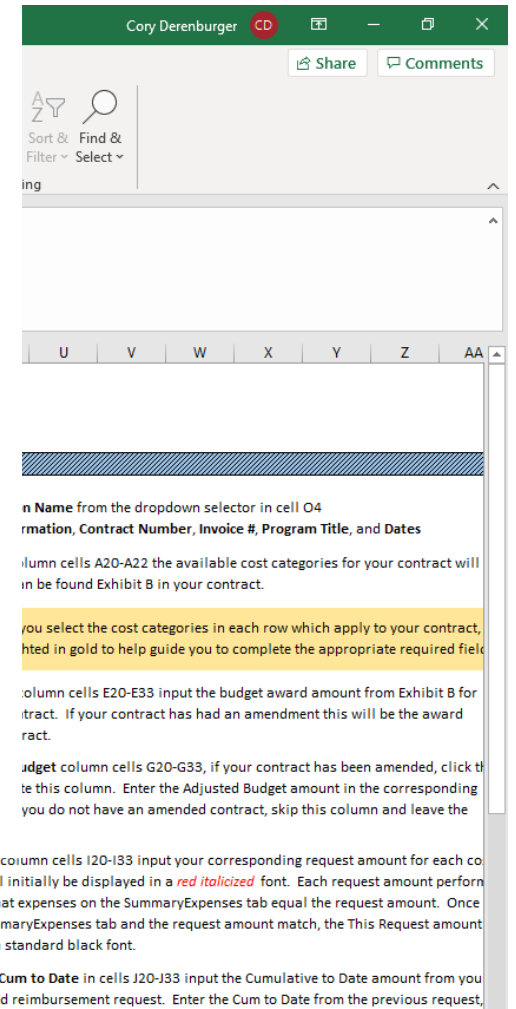 Cory Derenburger CD
Share Comments
Sort & Find &
Filter Select
ing
U V W X Y Z AA
n Name from the dropdown selector in cell O4
rmation, Contract Number, Invoice #, Program Title, and Dates
lumn cells A20-A22 the available cost categories for your contract will
n be found Exhibit B in your contract.
you select the cost categories in each row which apply to your contract,
hted in gold to help guide you to complete the appropriate required field
column cells E20-E33 input the budget award amount from Exhibit B for
tract. If your contract has had an amendment this will be the award
ract.
udget column cells G20-G33, if your contract has been amended, click th
te this column. Enter the Adjusted Budget amount in the corresponding
you do not have an amended contract, skip this column and leave the
column cells I20-I33 input your corresponding request amount for each co
l initially be displayed in a red italicized font. Each request amount perform
at expenses on the SummaryExpenses tab equal the request amount. Once
mmaryExpenses tab and the request amount match, the This Request amount
standard black font.
Cum to Date in cells J20-J33 input the Cumulative to Date amount from you
d reimbursement request. Enter the Cum to Date from the previous request,